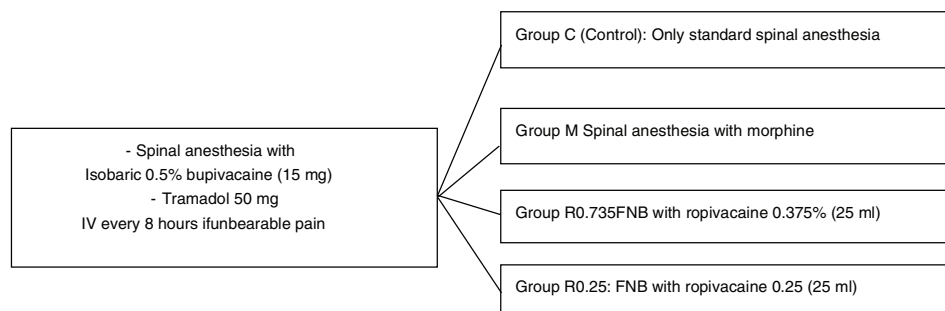 - Spinal anesthesia with
Isobaric 0.5% bupivacaine (15 mg)
- Tramadol 50 mg
IV every 8 hours ifunbearable pain
Group C (Control): Only standard spinal anesthesia
Group M Spinal anesthesia with morphine
Group R0.735FNB with ropivacaine 0.375% (25 ml)
Group R0.25: FNB with ropivacaine 0.25 (25 ml)